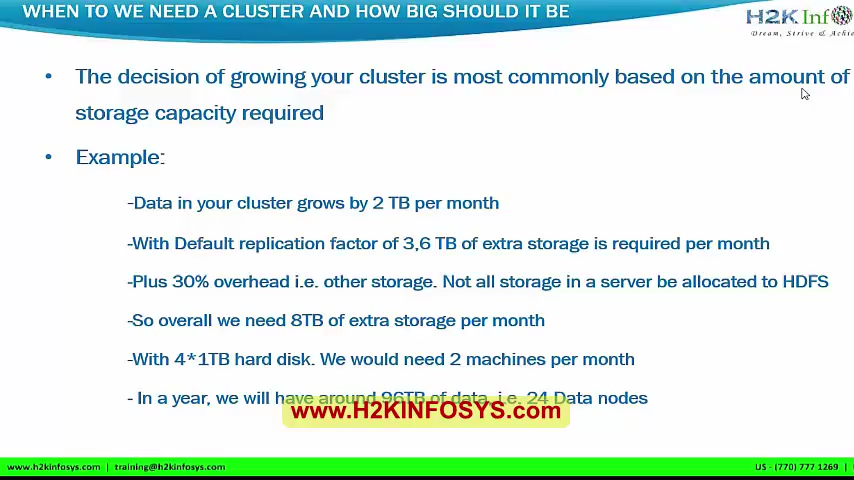 WHEN TO WE NEED A CLUSTER AND HOW BIG SHOULD IT BE
H2K Inf
Dream, Strive & Achie
• The decision of growing your cluster is most commonly based on the amount of
storage capacity required
• Example:
-Data in your cluster grows by 2 TB per month
-With Default replication factor of 3,6 TB of extra storage is required per month
-Plus 30% overhead i.e. other storage. Not all storage in a server be allocated to HDFS
-So overall we need 8TB of extra storage per month
-With 4*1TB hard disk. We would need 2 machines per month
- In a year, we will have around 96TB of data, i.e. 24 Data nodes
www.H2KINFOSYS.com
www.h2kinfosys.com | training@h2kinfosys.com
US - (770) 777 1269 |